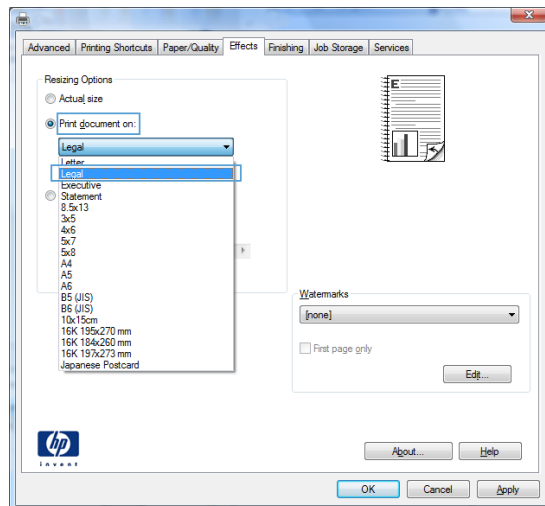 Advanced Printing Shortcuts Paper/Quality Effects Finishing Job Storage Services
Resizing Options
Actual size
Print document on:
Legal
Letter
Legal
Executive
Statement
8.5x13
3x5
4x6
5x7
5x8
A4
A5
A6
B5 (JIS)
B6 (JIS)
10x15cm
16K 195x270 mm
16K 184x260 mm
16K 197x273 mm
Japanese Postcard
E
Watermarks
[none]
First page only
Edit...
hp
invent
About... Help
OK Cancel Apply